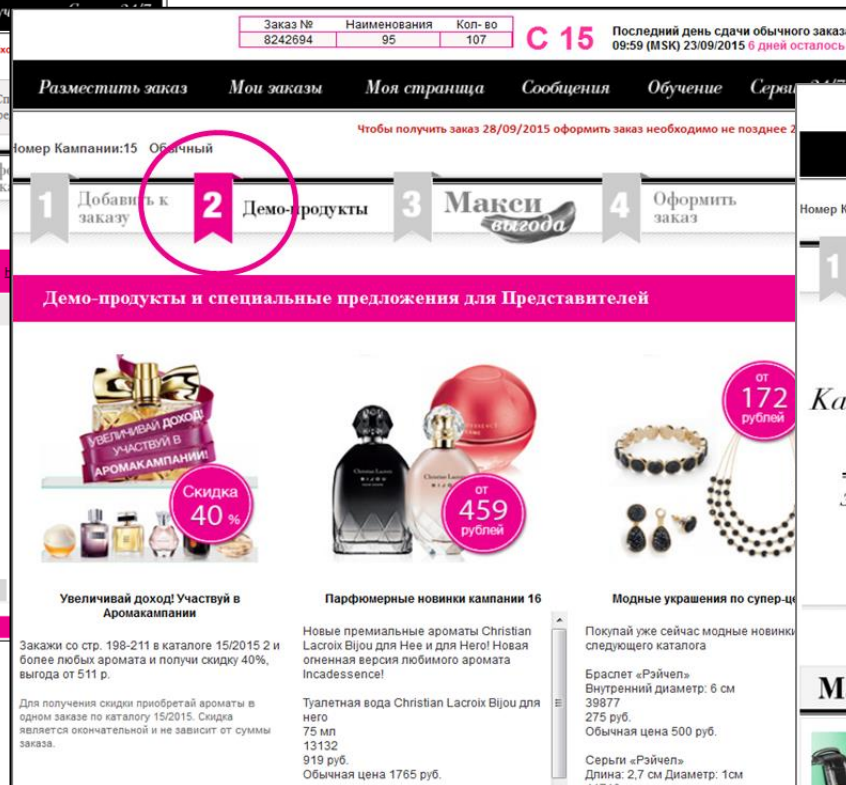 Заказ № Наименования Кол- во
8242694 95 107
С 15
Последний день сдачи обычного заказа
09:59 (MSK) 23/09/2015 6 дней осталось
Разместить заказ Мои заказы Моя страница Сообщения Обучение
Чтобы получить заказ 28/09/2015 оформить заказ необходимо не позднее 2
Номер Кампании:15 Обычный
1 Добавить к
заказу
2 Демо-продукты
3 Макси
выгода
4 Оформить
заказ
Демо-продукты и специальные предложения для Представителей
УВЕЛИЧИВАЙ ДОХОД!
УЧАСТВУЙ В
АРОМАКАМПАНИИ!
Скидка
40 %
от
459
рублей
от
172
рублей
Увеличивай доход! Участвуй в
Аромакампании
Закажи со стр. 198-211 в каталоге 15/2015 2 и
более любых аромата и получи скидку 40%,
выгода от 511 р.
Для получения скидки приобретай ароматы в
одном заказе по каталогу 15/2015. Скидка
является окончательной и не зависит от суммы
заказа.
Парфюмерные новинки кампании 16
Новые премиальные ароматы Christian
Lacroix Bijou для Нее и для Него! Новая
огненная версия любимого аромата
Incadessence!
Туалетная вода Christian Lacroix Bijou для
него
75 мл
13132
919 руб.
Обычная цена 1765 руб.
Модные украшения по супер-це
Покупай уже сейчас модные новинки
следующего каталога
Браслет «Рэйчел»
Внутренний диаметр: 6 см
39877
275 руб.
Обычная цена 500 руб.
Серьги «Рэйчел»
Длина: 2,7 см Диаметр: 1см
Номер К
1
Ка
М